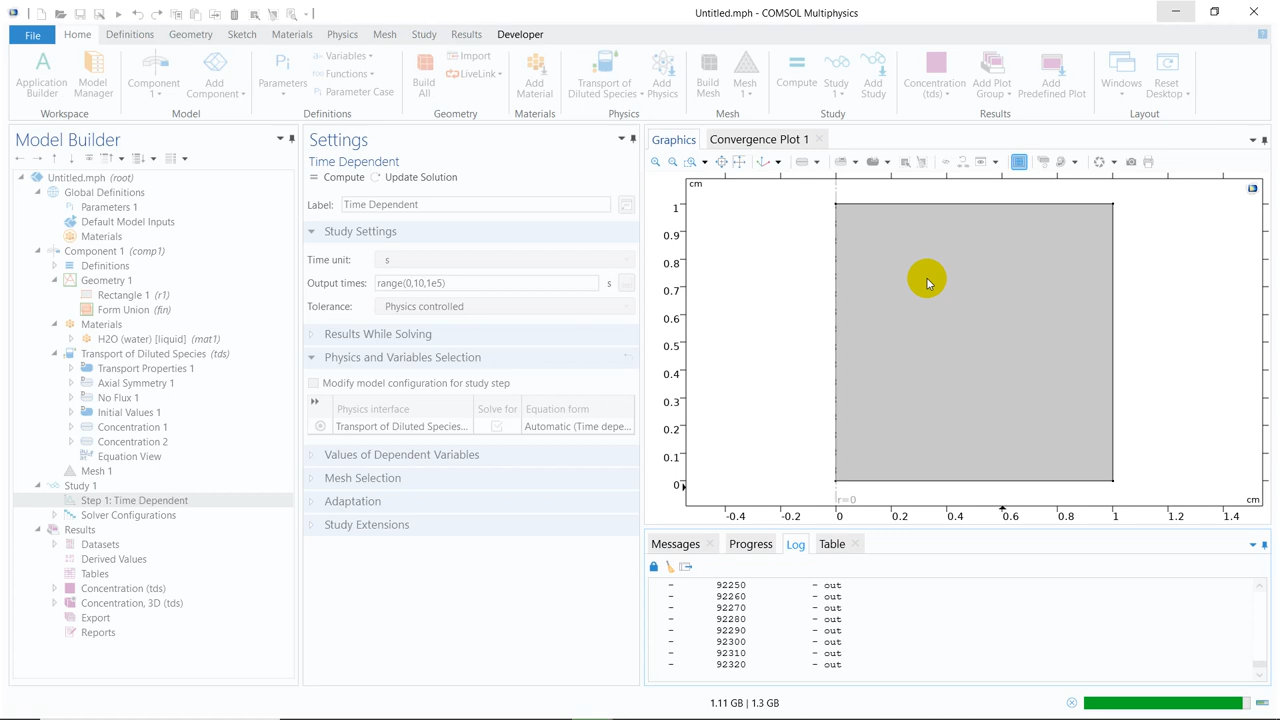 Untitled.mph - COMSOL Multiphysics
File Home Definitions Geometry Sketch Materials Physics Mesh Study Results Developer
Application Builder
Model Manager
Workspace
Component 1
Add Component
Model
Parameters
Variables
Functions
Parameter Case
Definitions
Build All
Import
LiveLink
Geometry
Add Material
Materials
Transport of Diluted Species
Add Physics
Physics
Build Mesh
Mesh 1
Mesh
Compute
Study 1
Add Study
Study
Concentration (tds)
Add Plot Group
Add Predefined Plot
Results
Windows
Reset Desktop
Layout
Model Builder
Untitled.mph (root)
Global Definitions
Parameters 1
Default Model Inputs
Materials
Component 1 (comp1)
Definitions
Geometry 1
Rectangle 1 (r1)
Form Union (fin)
Materials
H2O (water) [liquid] (mat1)
Transport of Diluted Species (tds)
Transport Properties 1
Axial Symmetry 1
No Flux 1
Initial Values 1
Concentration 1
Concentration 2
Equation View
Mesh 1
Study 1
Step 1: Time Dependent
Solver Configurations
Results
Datasets
Derived Values
Tables
Concentration (tds)
Concentration, 3D (tds)
Export
Reports
Settings
Time Dependent
= Compute Update Solution
Label: Time Dependent
Study Settings
Time unit: s
Output times: range(0,10,1e5) s
Tolerance: Physics controlled
Results While Solving
Physics and Variables Selection
Modify model configuration for study step
Physics interface Solve for Equation form
Transport of Diluted Species... Automatic (Time depe...
Values of Dependent Variables
Mesh Selection
Adaptation
Study Extensions
Graphics Convergence Plot 1
cm
1
0.9
0.8
0.7
0.6
0.5
0.4
0.3
0.2
0.1
0
r=0
cm
-0.4 -0.2 0 0.2 0.4 0.6 0.8 1 1.2 1.4
Messages Progress Log Table
- 92250 - out
- 92260 - out
- 92270 - out
- 92280 - out
- 92290 - out
- 92300 - out
- 92310 - out
- 92320 - out
1.11 GB | 1.3 GB